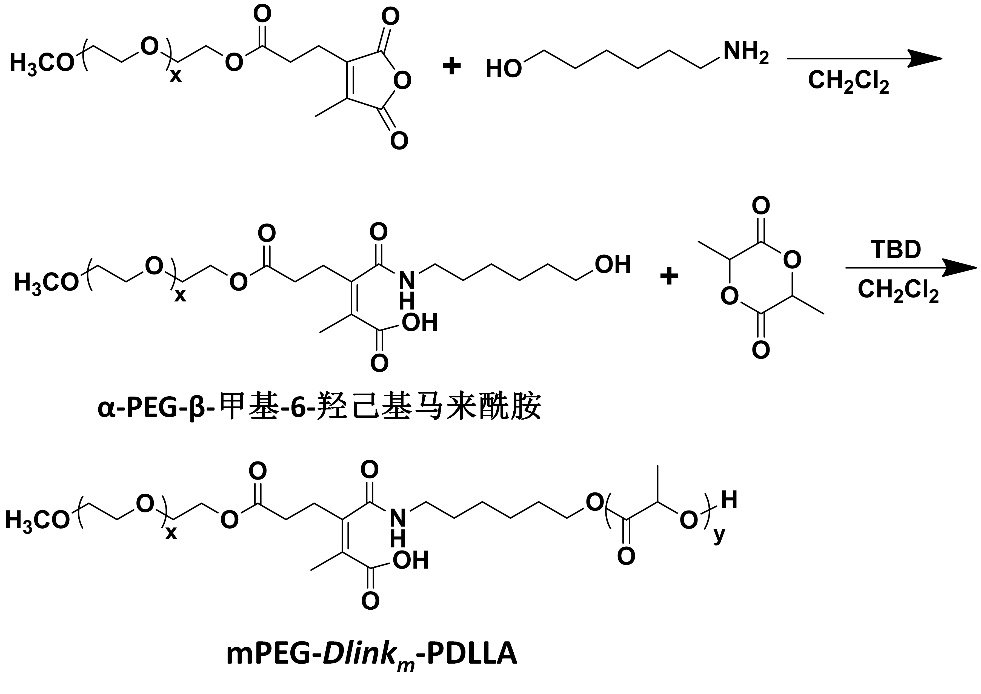 H₃CO ( O ) x O O O O O + HO NH₂ CH₂Cl₂
H₃CO ( O ) x O O O N H OH O OH + O O O O TBD CH₂Cl₂
α-PEG-β-甲基-6-羟己基马来酰胺
H₃CO ( O ) x O O O N H OH O O ( O O ) y H
mPEG-Dlinkₘ-PDLLA